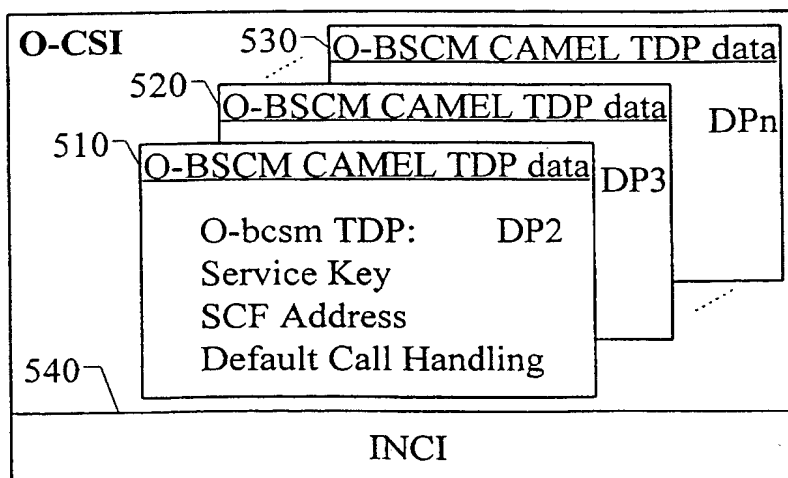 O-CSI
530 O-BSCM CAMEL TDP data
520 O-BSCM CAMEL TDP data
DPn
510 O-BSCM CAMEL TDP data
DP3
O-bcsm TDP: DP2
Service Key
SCF Address
Default Call Handling
540
INCI